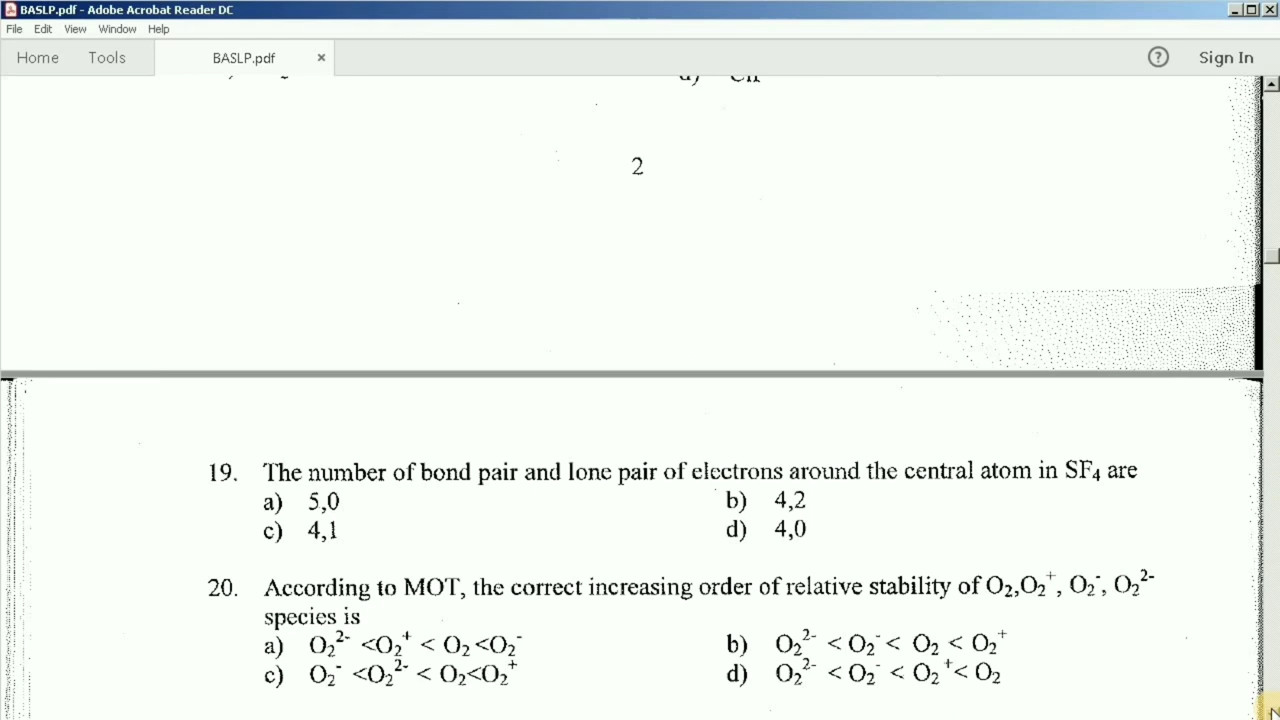 BASLP.pdf - Adobe Acrobat Reader DC
File Edit View Window Help
Home Tools BASLP.pdf × ? Sign In
2
19. The number of bond pair and lone pair of electrons around the central atom in SF₄ are
a) 5,0 b) 4,2
c) 4,1 d) 4,0
20. According to MOT, the correct increasing order of relative stability of O₂,O₂⁺, O₂⁻, O₂²⁻
species is
a) O₂²⁻ <O₂⁺ < O₂<O₂⁻ b) O₂²⁻ < O₂⁻ < O₂ < O₂⁺
c) O₂⁻ <O₂²⁻ < O₂<O₂⁺ d) O₂²⁻ < O₂⁻ < O₂⁺< O₂